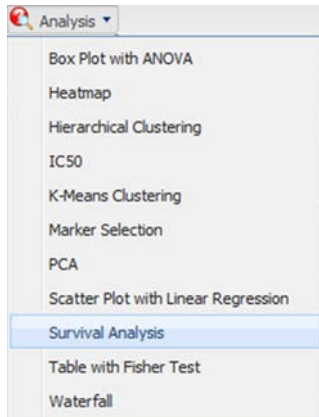 Analysis
Box Plot with ANOVA
Heatmap
Hierarchical Clustering
IC50
K-Means Clustering
Marker Selection
PCA
Scatter Plot with Linear Regression
Survival Analysis
Table with Fisher Test
Waterfall